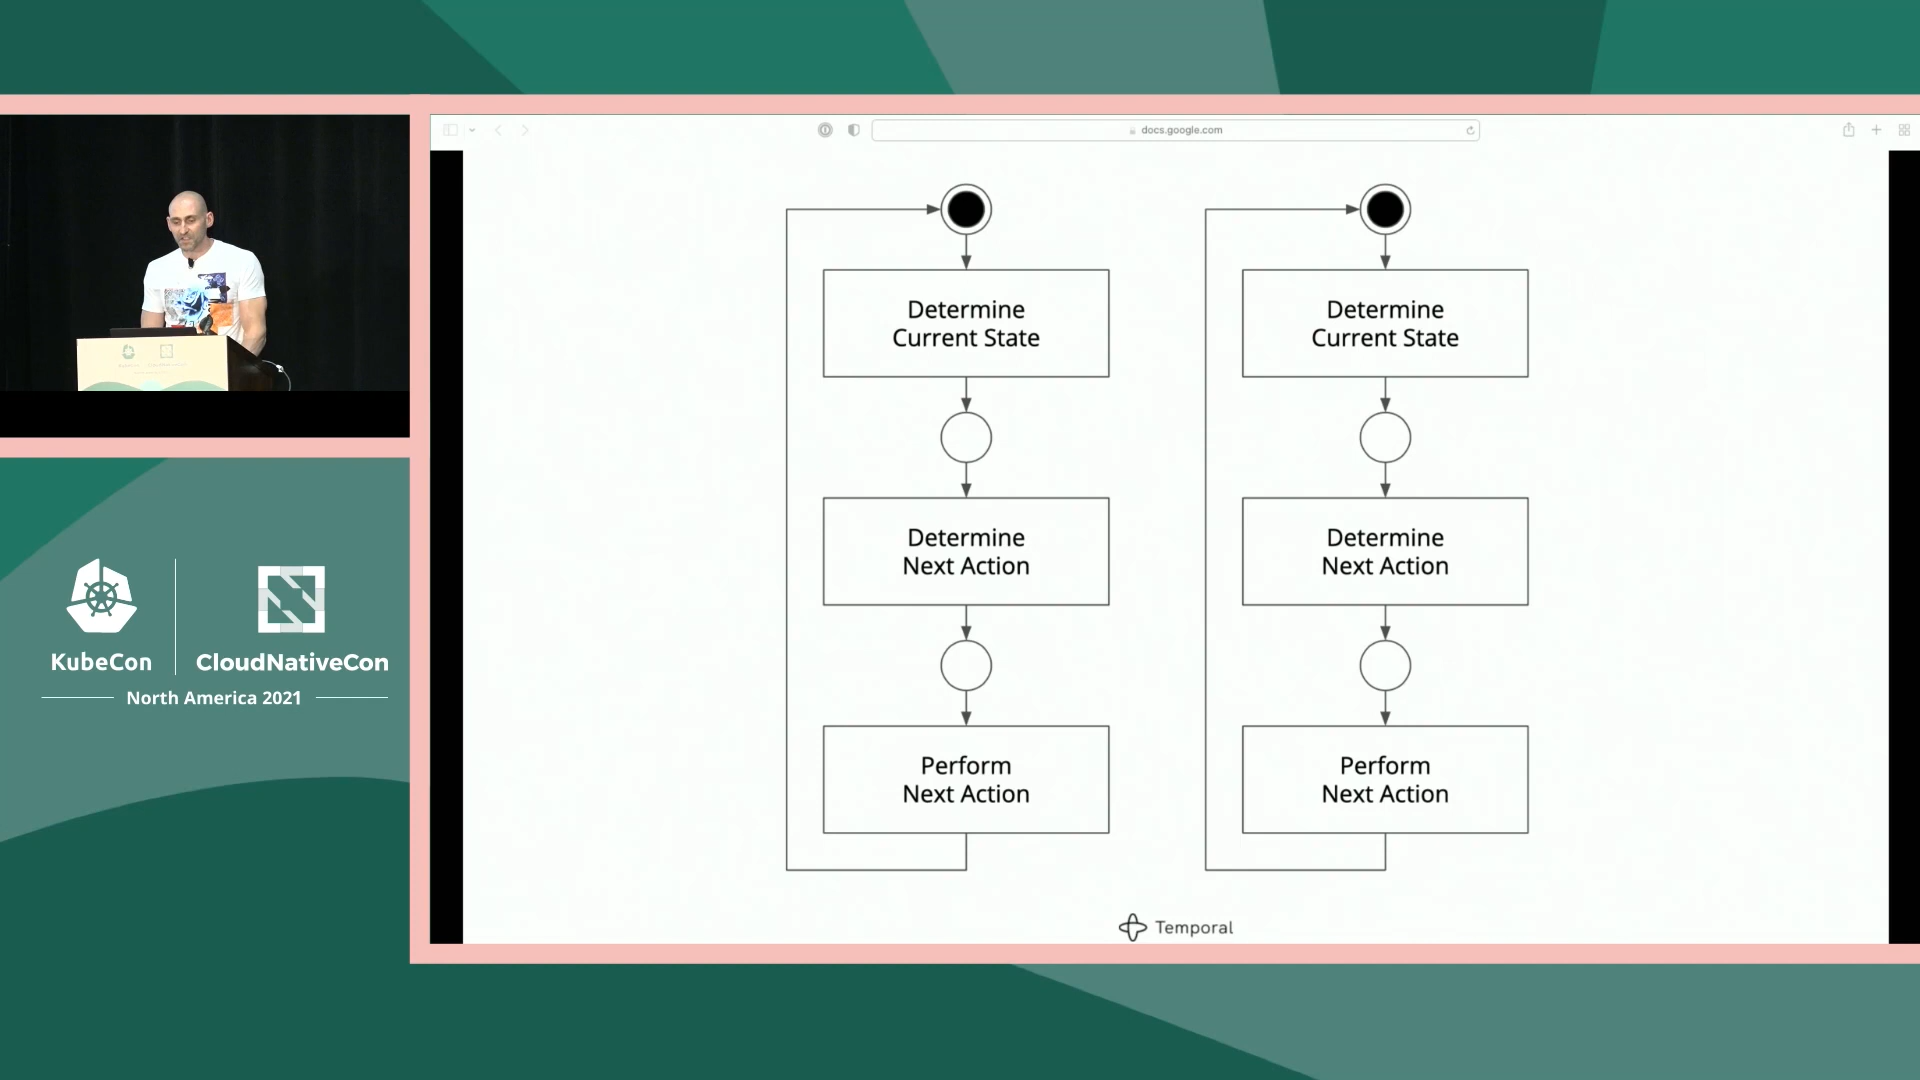 docs.google.com
Determine
Current State
Determine
Next Action
Perform
Next Action
Determine
Current State
Determine
Next Action
Perform
Next Action
Temporal
KubeCon
CloudNativeCon
North America 2021